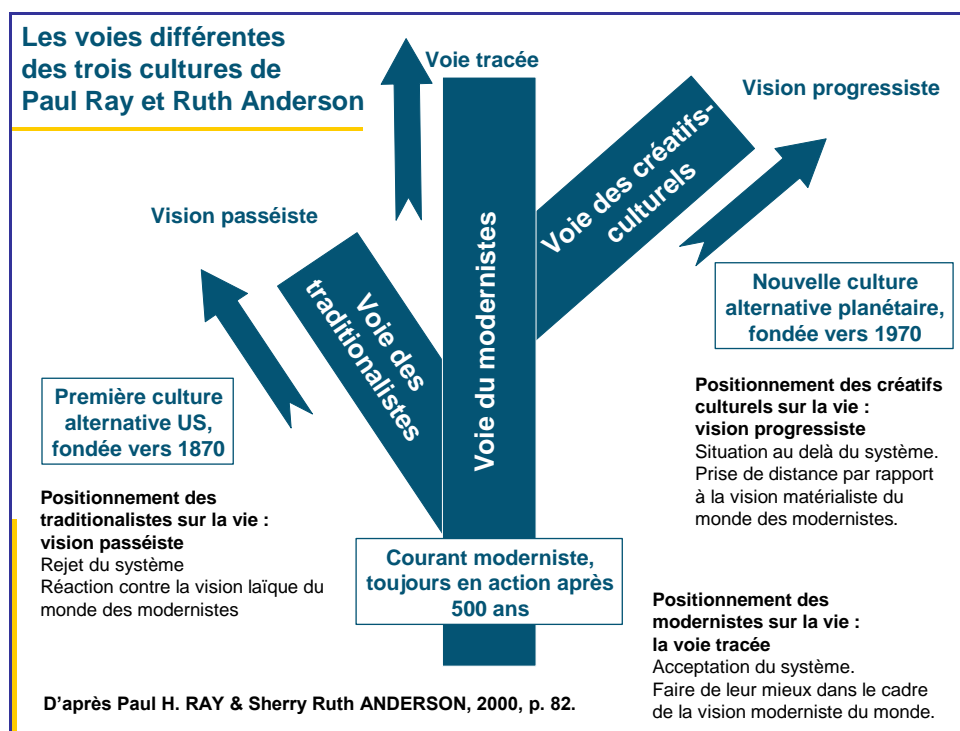 Les voies différentes
des trois cultures de
Paul Ray et Ruth Anderson
Voie tracée
Vision progressiste
Vision passéiste
Voie des
traditionalistes
Voie du modernistes
Voie des créatifs-
culturels
Nouvelle culture
alternative planétaire,
fondée vers 1970
Première culture
alternative US,
fondée vers 1870
Positionnement des créatifs
culturels sur la vie :
vision progressiste
Situation au delà du système.
Prise de distance par rapport
à la vision matérialiste du
monde des modernistes.
Positionnement des
traditionalistes sur la vie :
vision passéiste
Rejet du système
Réaction contre la vision laïque du
monde des modernistes
Courant moderniste,
toujours en action après
500 ans
Positionnement des
modernistes sur la vie :
la voie tracée
Acceptation du système.
Faire de leur mieux dans le cadre
de la vision moderniste du monde.
D'après Paul H. RAY & Sherry Ruth ANDERSON, 2000, p. 82.